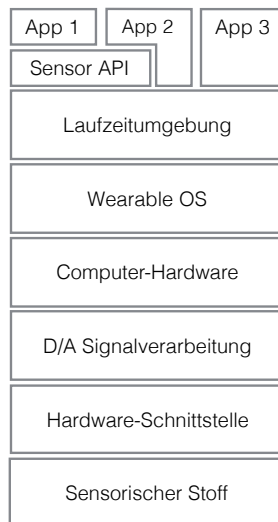 App 1 App 2 App 3
Sensor API
Laufzeitumgebung
Wearable OS
Computer-Hardware
D/A Signalverarbeitung
Hardware-Schnittstelle
Sensorischer Stoff